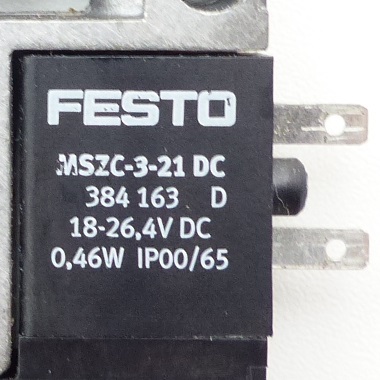 FESTO
MSZC-3-21 DC
384 163 D
18-26,4V DC
0,46W IP00/65